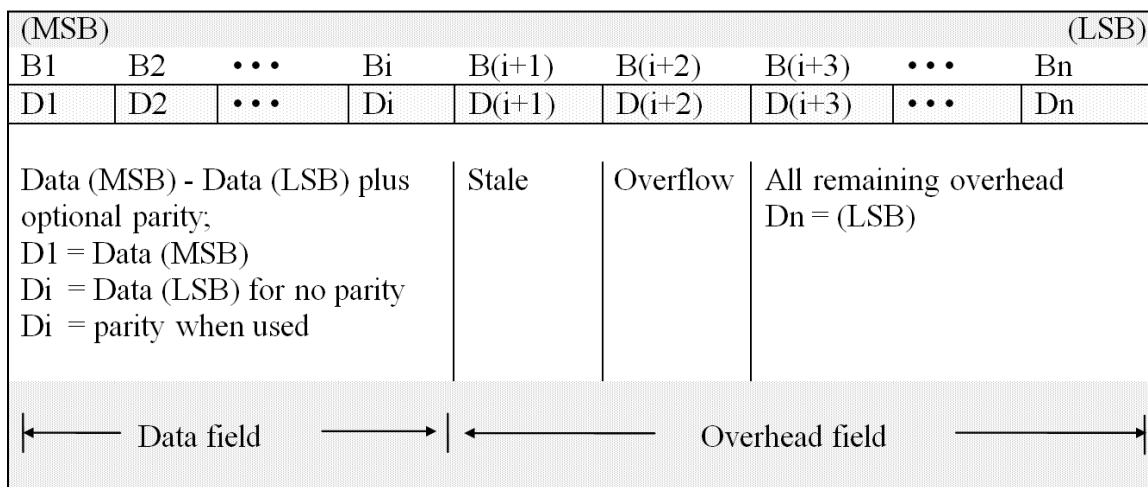 (MSB) (LSB)
B1 B2 • • • Bi B(i+1) B(i+2) B(i+3) • • • Bn
D1 D2 • • • Di D(i+1) D(i+2) D(i+3) • • • Dn
Data (MSB) - Data (LSB) plus
optional parity;
D1 = Data (MSB)
Di = Data (LSB) for no parity
Di = parity when used
Stale
Overflow
All remaining overhead
Dn = (LSB)
Data field
Overhead field